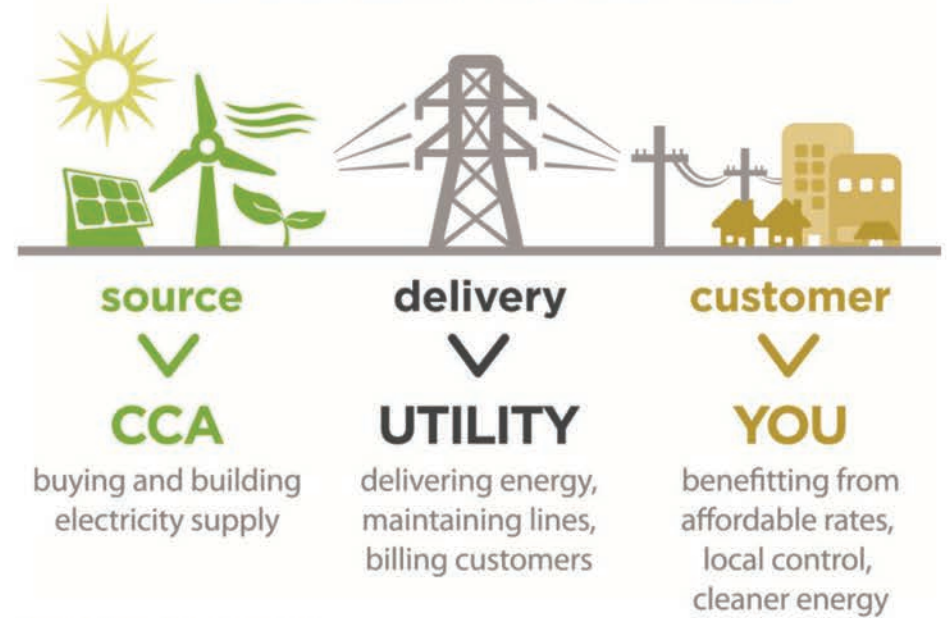 source
CCA
buying and building
electricity supply
delivery
UTILITY
delivering energy,
maintaining lines,
billing customers
customer
YOU
benefitting from
affordable rates,
local control,
cleaner energy